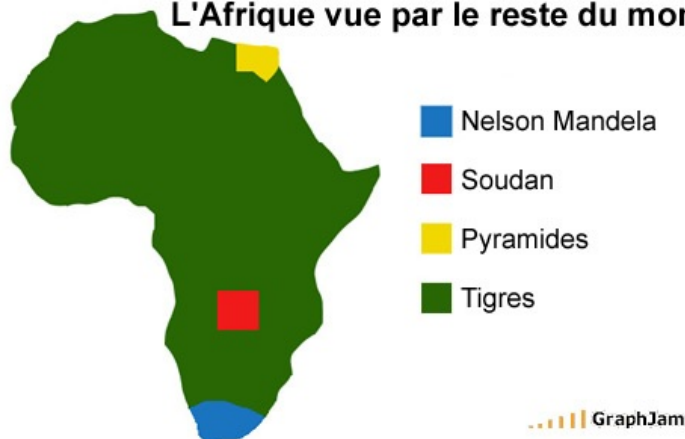 L'Afrique vue par le reste du
Nelson Mandela
Soudan
Pyramides
Tigres
GraphJam